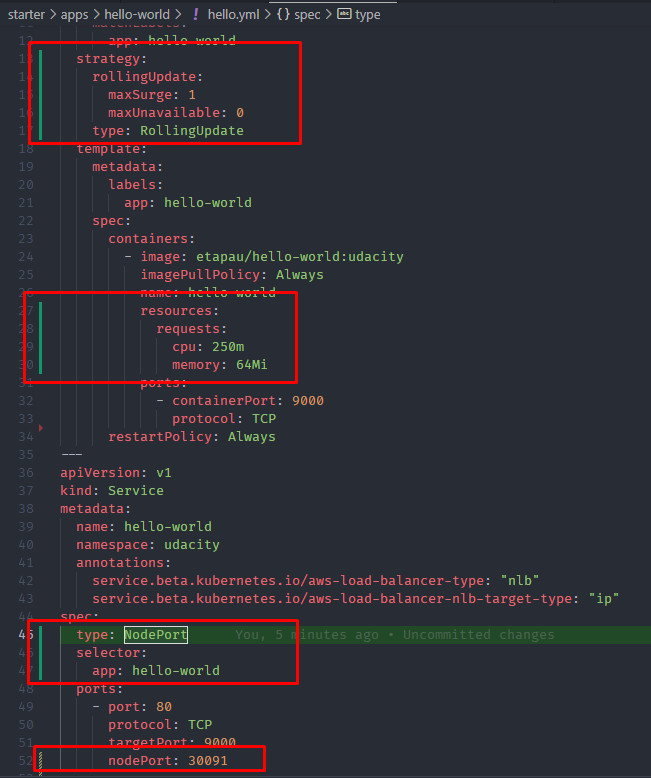 starter > apps > hello-world > ! hello.yml > {} spec > type
12 app: hello-world
13 strategy:
14 rollingUpdate:
15 maxSurge: 1
16 maxUnavailable: 0
17 type: RollingUpdate
18 template:
19 metadata:
20 labels:
21 app: hello-world
22 spec:
23 containers:
24 - image: etapau/hello-world:udacity
25 imagePullPolicy: Always
26 name: hello-world
27 resources:
28 requests:
29 cpu: 250m
30 memory: 64Mi
31 ports:
32 - containerPort: 9000
33 protocol: TCP
34 restartPolicy: Always
35 ---
36 apiVersion: v1
37 kind: Service
38 metadata:
39 name: hello-world
40 namespace: udacity
41 annotations:
42 service.beta.kubernetes.io/aws-load-balancer-type: "nlb"
43 service.beta.kubernetes.io/aws-load-balancer-nlb-target-type: "ip"
44 spec:
45 type: NodePort You, 5 minutes ago • Uncommitted changes
46 selector:
47 app: hello-world
48 ports:
49 - port: 80
50 protocol: TCP
51 targetPort: 9000
52 nodePort: 30091